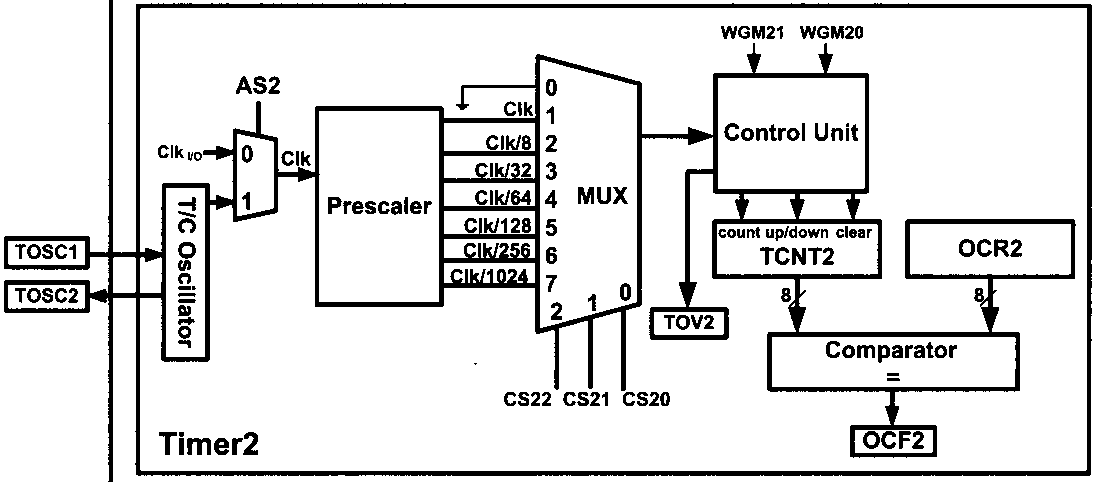 WGM21 WGM20
AS2
Clk I/O
0
1
Clk
T/C Oscillator
TOSC1
TOSC2
Prescaler
Clk
Clk/8
Clk/32
Clk/64
Clk/128
Clk/256
Clk/1024
0
1
2
3
4
5
6
7
MUX
2 1 0
CS22 CS21 CS20
Control Unit
count up/down clear
TCNT2
OCR2
8
8
TOV2
Comparator
=
OCF2
Timer2